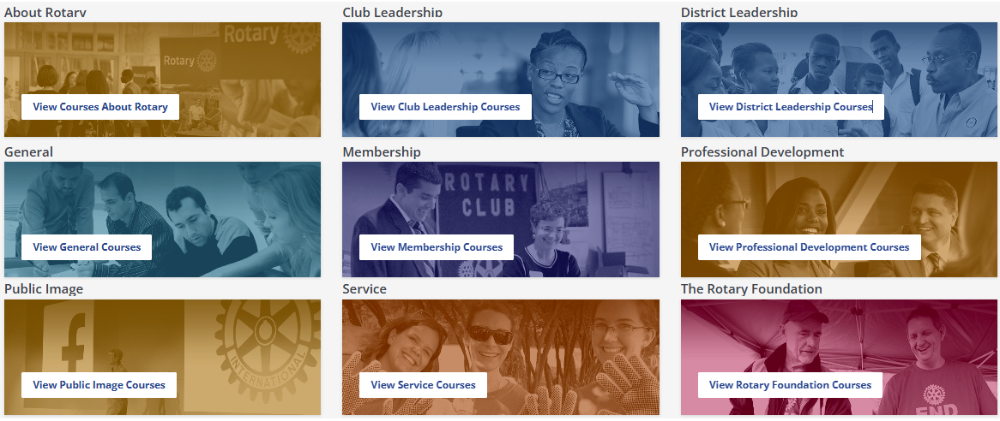 About Rotary
Club Leadership
District Leadership
Rotary
Rotary
View Courses About Rotary
View Club Leadership Courses
View District Leadership Courses
General
Membership
Professional Development
ROTARY
CLUB
View General Courses
View Membership Courses
View Professional Development Courses
Public Image
Service
The Rotary Foundation
f
INTERNATIONAL
View Public Image Courses
View Service Courses
View Rotary Foundation Courses
END